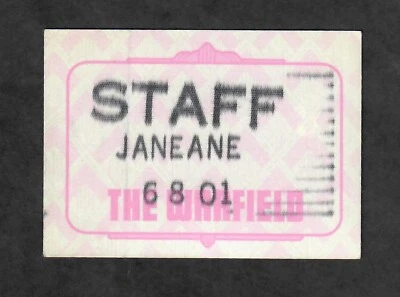 STAFF
JANEANE
6 8 01
THE WARFIELD